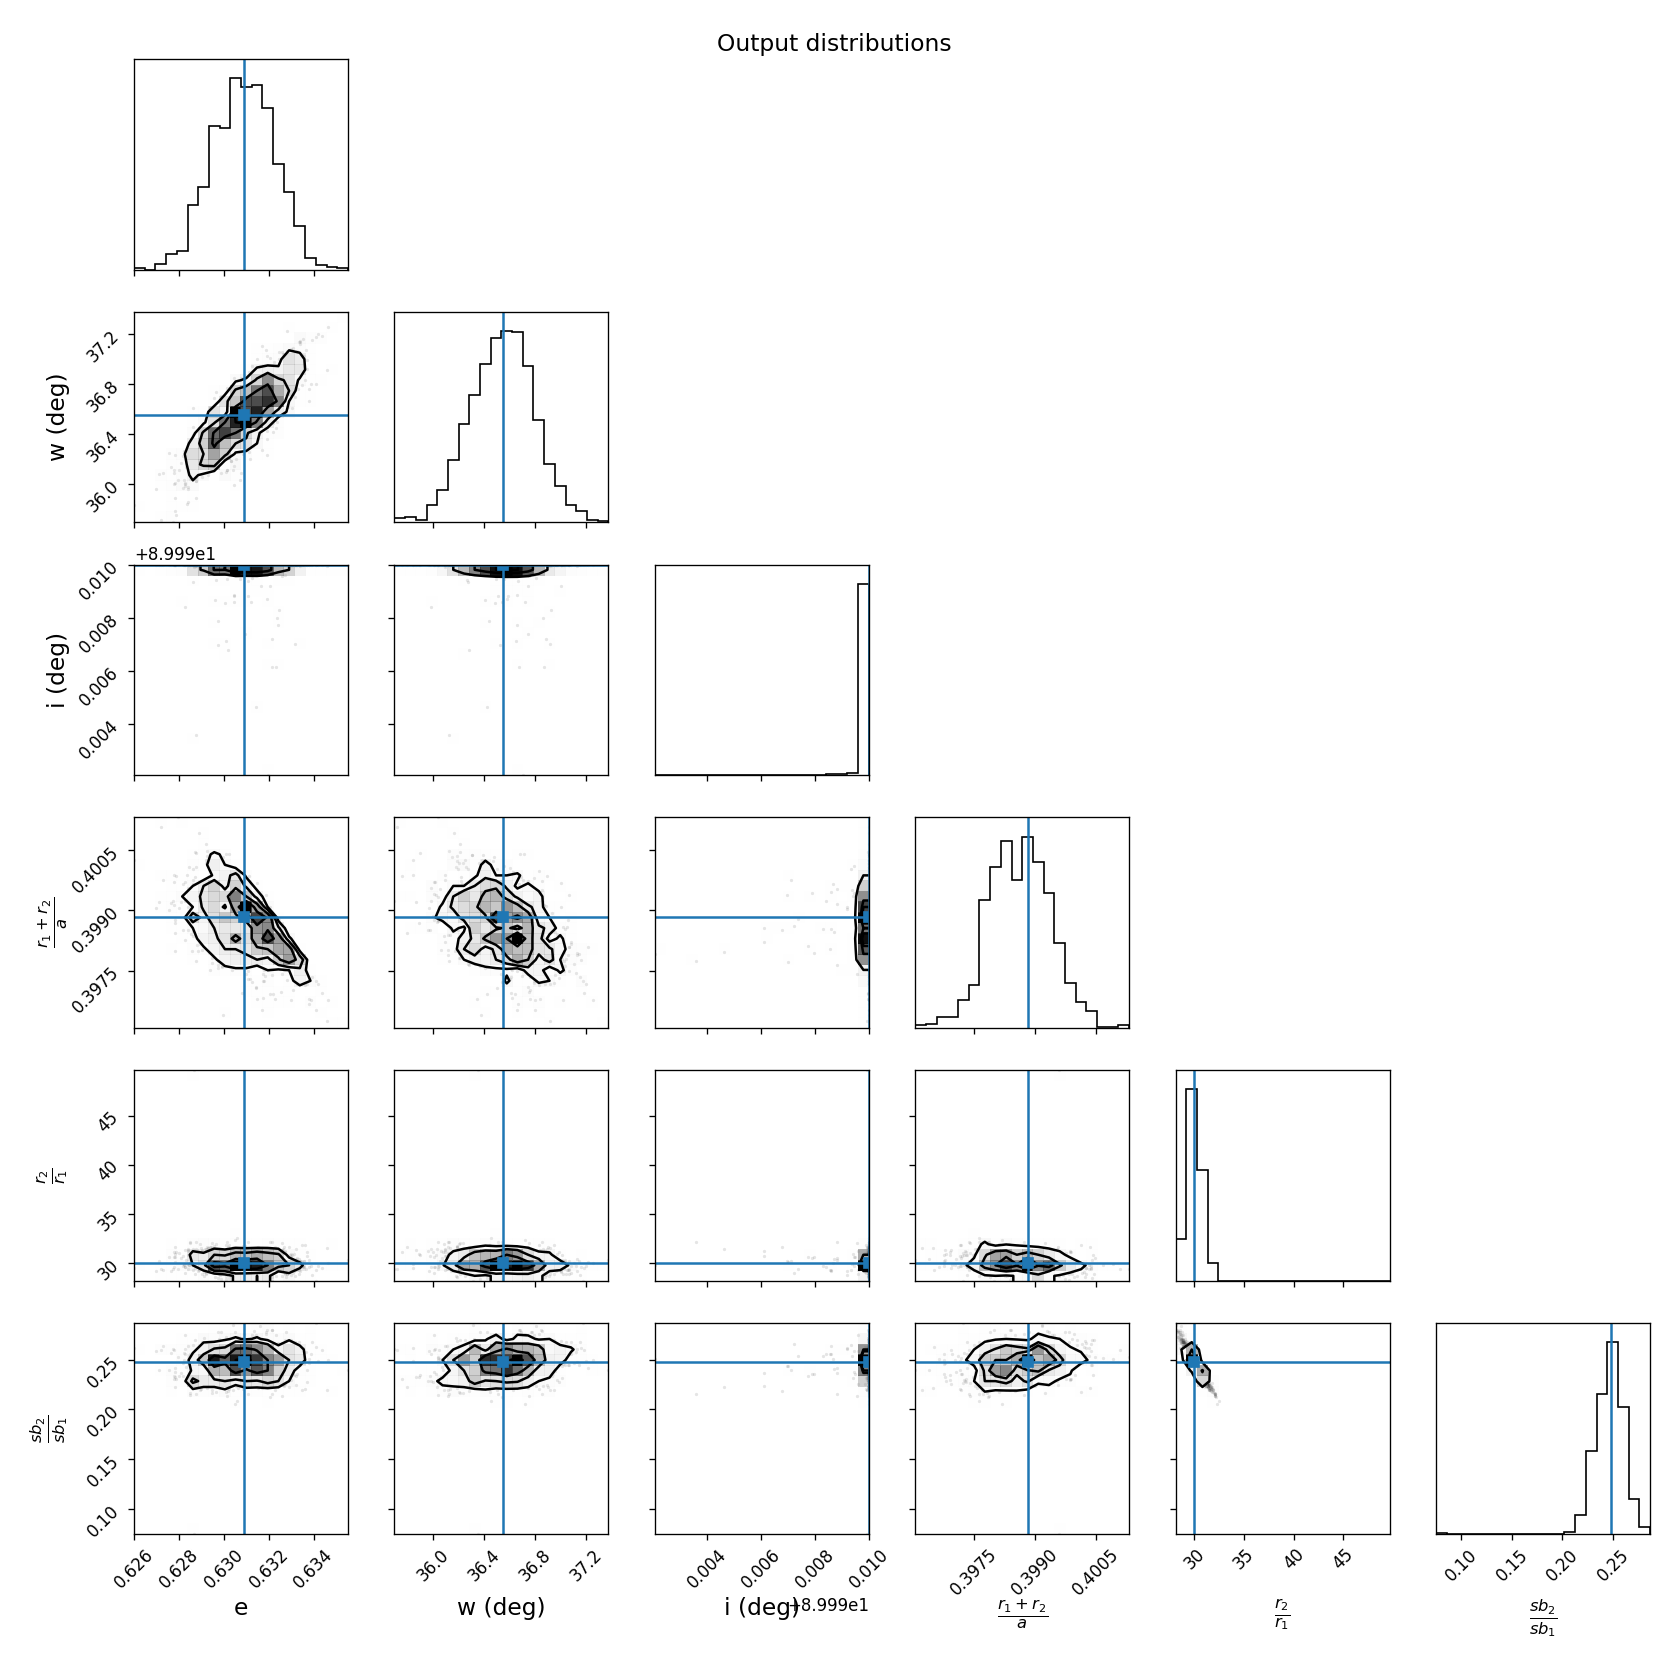 Output distributions
w (deg)
37.2
36.8
36.4
36.0
+8.999e1
i (deg)
0.010
0.008
0.006
0.004
r₁+r₂
a
0.4005
0.3990
0.3975
r₂
r₁
45
40
35
30
sb₂
sb₁
0.25
0.20
0.15
0.10
0.626 0.628 0.630 0.632 0.634 36.0 36.4 36.8 37.2 0.004 0.006 0.008 0.010 0.3975 0.3990 0.4005 30 35 40 45 0.10 0.15 0.20 0.25
e w (deg) i (deg) +8.999e1 r₁+r₂ r₂ sb₂
a r₁ sb₁